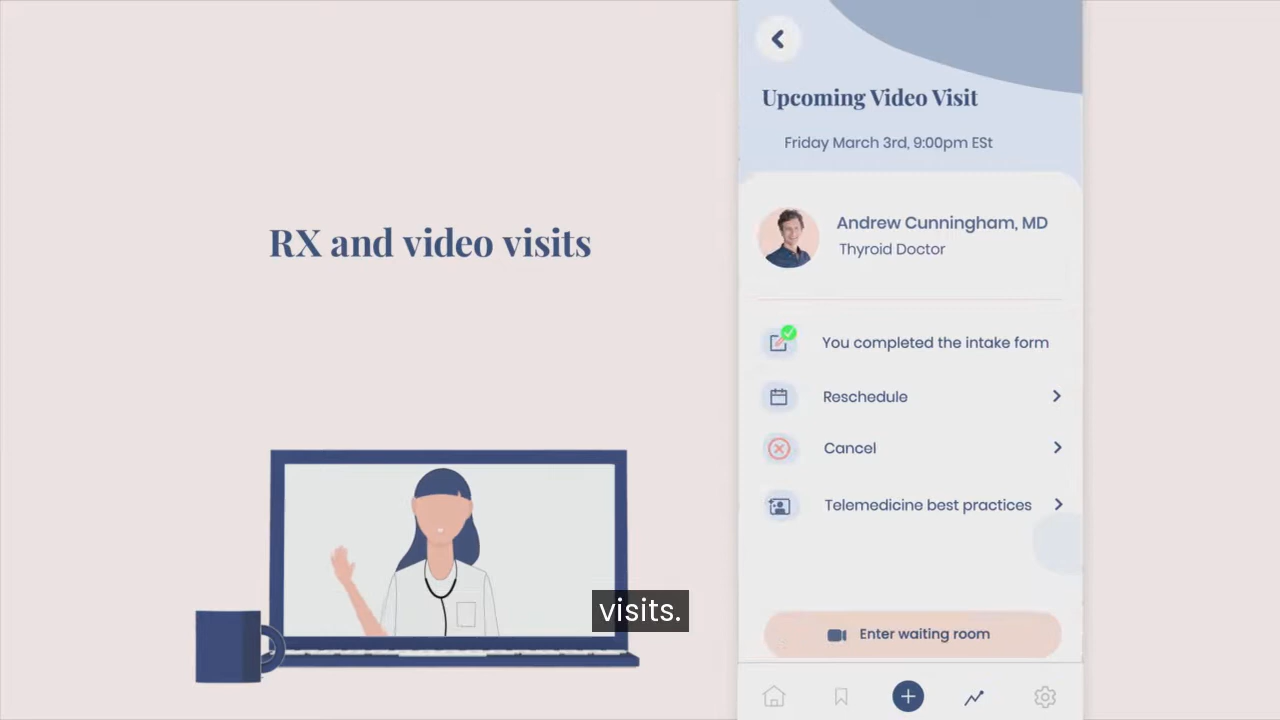 RX and video visits
visits.
Upcoming Video Visit
Friday March 3rd, 9:00pm ESt
Andrew Cunningham, MD
Thyroid Doctor
You completed the intake form
Reschedule
Cancel
Telemedicine best practices
Enter waiting room